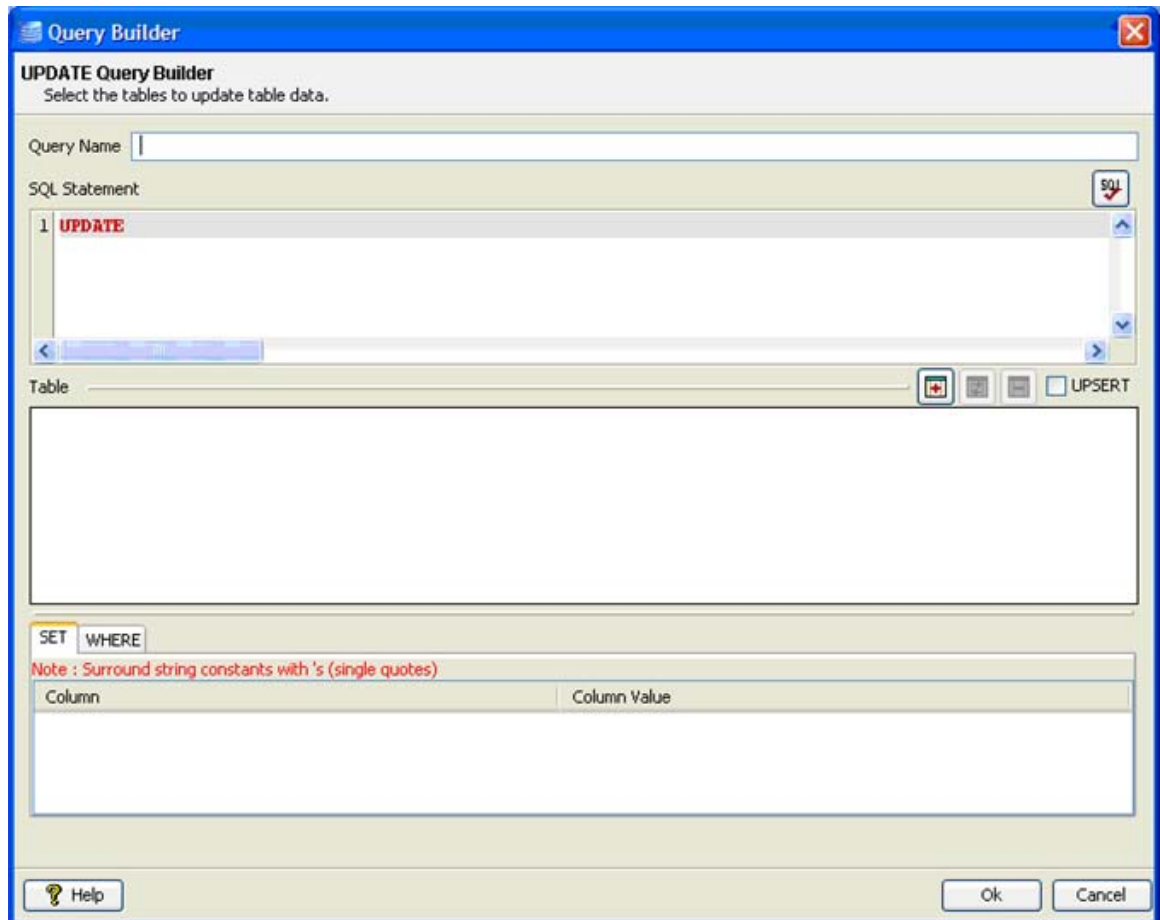 Query Builder
UPDATE Query Builder
Select the tables to update table data.
Query Name
SQL Statement
SQL
1 UPDATE
Table
UPSERT
SET WHERE
Note : Surround string constants with 's (single quotes)
Column Column Value
Help Ok Cancel